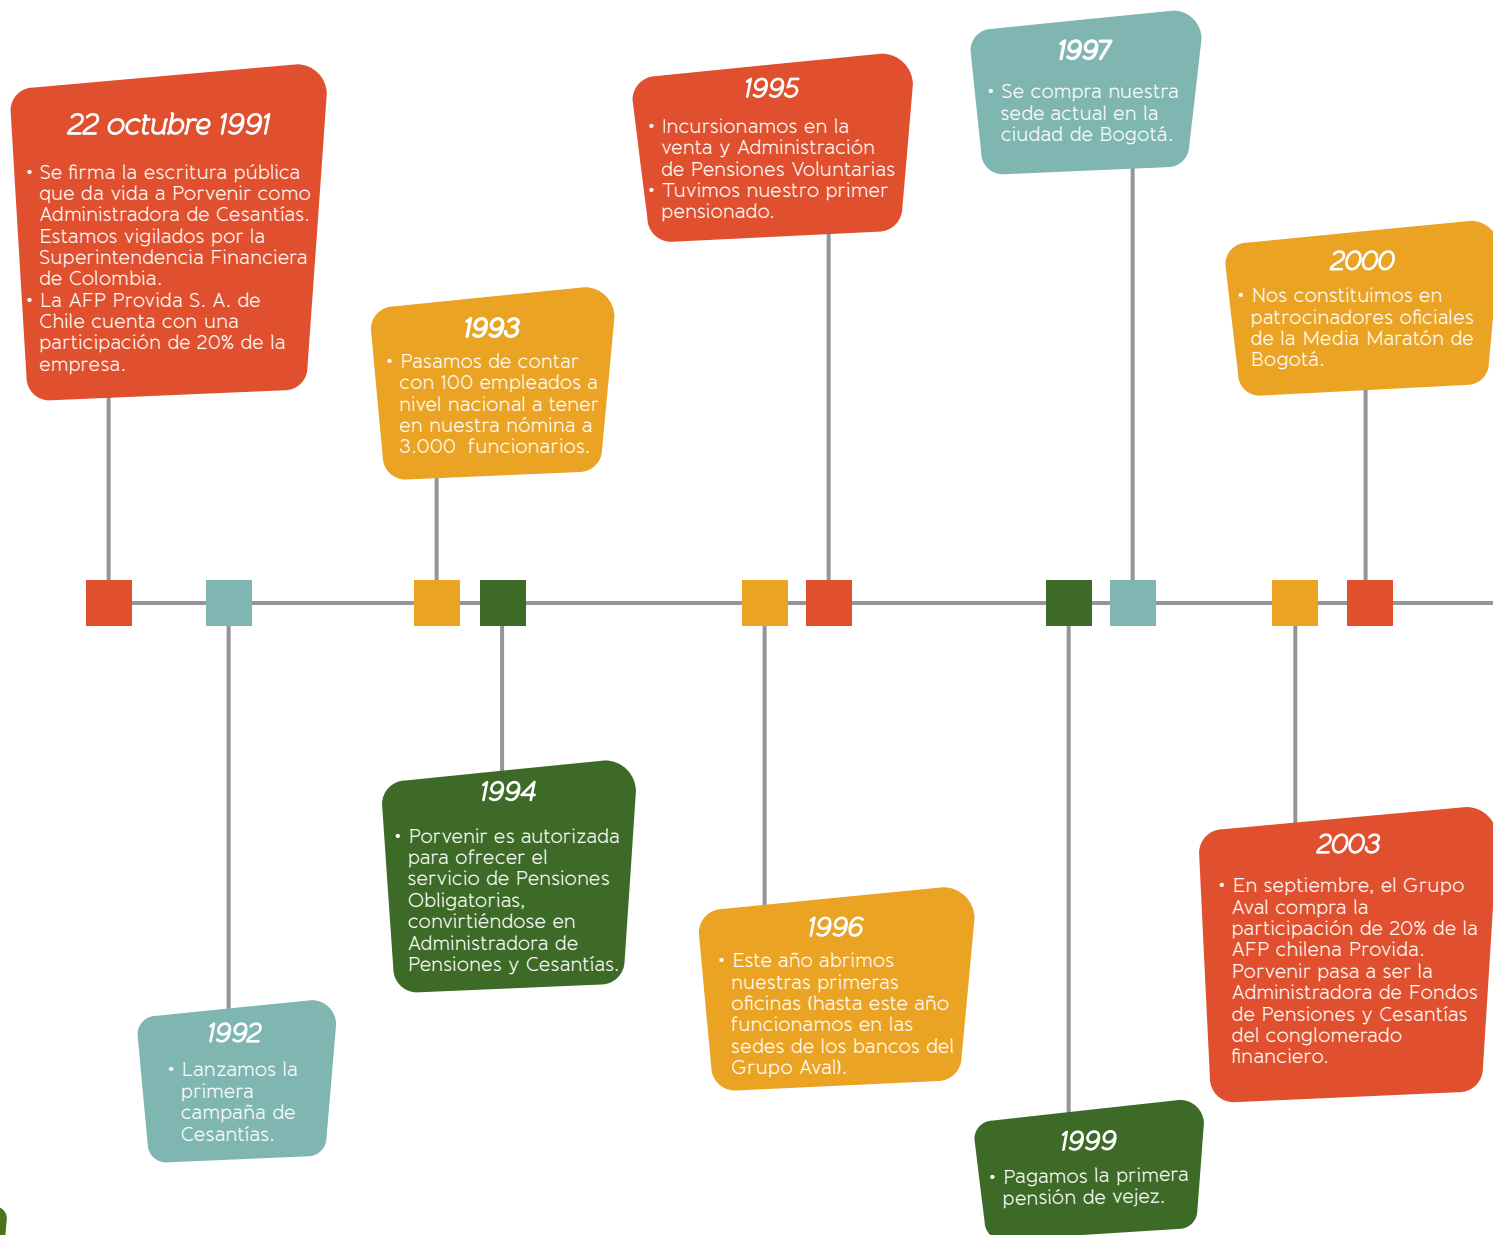 22 octubre 1991
• Se firma la escritura pública
que da vida a Porvenir como
Administradora de Cesantías.
Estamos vigilados por la
Superintendencia Financiera
de Colombia.
• La AFP Provida S. A. de
Chile cuenta con una
participación de 20% de la
empresa.
1992
• Lanzamos la
primera
campaña de
Cesantías.
1993
• Pasamos de contar
con 100 empleados a
nivel nacional a tener
en nuestra nómina a
3.000 funcionarios.
1994
• Porvenir es autorizada
para ofrecer el
servicio de Pensiones
Obligatorias,
convirtiéndose en
Administradora de
Pensiones y Cesantías.
1995
• Incursionamos en la
venta y Administración
de Pensiones Voluntarias
• Tuvimos nuestro primer
pensionado.
1996
• Este año abrimos
nuestras primeras
oficinas (hasta este año
funcionamos en las
sedes de los bancos del
Grupo Aval).
1997
• Se compra nuestra
sede actual en la
ciudad de Bogotá.
1999
• Pagamos la primera
pensión de vejez.
2000
• Nos constituimos en
patrocinadores oficiales
de la Media Maratón de
Bogotá.
2003
• En septiembre, el Grupo
Aval compra la
participación de 20% de la
AFP chilena Provida.
Porvenir pasa a ser la
Administradora de Fondos
de Pensiones y Cesantías
del conglomerado
financiero.